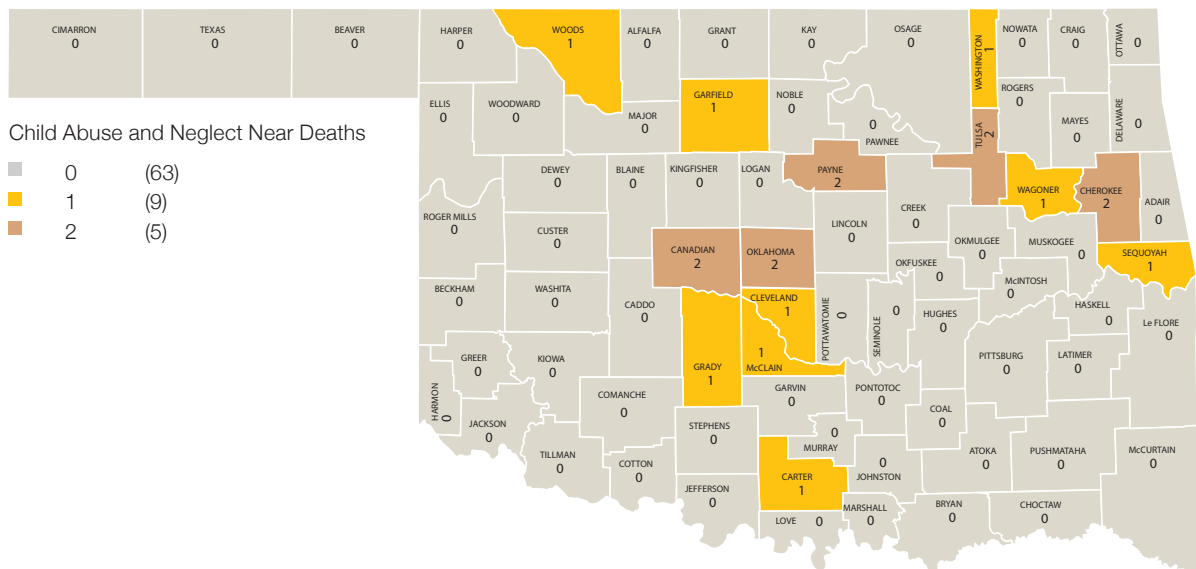 CIMARRON
0
TEXAS
0
BEAVER
0
HARPER
0
WOODS
1
ALFALFA
0
GRANT
0
KAY
0
OSAGE
0
WASHINGTON
1
NOWATA
0
CRAIG
0
OTTAWA
0
ELLIS
0
WOODWARD
0
MAJOR
0
GARFIELD
1
NOBLE
0
0
PAWNEE
TULSA
2
ROGERS
0
MAYES
0
DELAWARE
0
Child Abuse and Neglect Near Deaths
0 (63)
1 (9)
2 (5)
DEWEY
0
BLAINE
0
KINGFISHER
0
LOGAN
0
PAYNE
2
WAGONER
1
CHEROKEE
2
ADAIR
0
ROGER MILLS
0
CUSTER
0
CANADIAN
2
OKLAHOMA
2
LINCOLN
0
CREEK
0
OKMULGEE
0
MUSKOGEE
0
SEQUOYAH
1
OKFUSKEE
0
McINTOSH
0
BECKHAM
0
WASHITA
0
CADDO
0
CLEVELAND
1
POTTAWATOMIE
0
SEMINOLE
0
HUGHES
0
HASKELL
0
Le FLORE
0
GREER
0
KIOWA
0
GRADY
1
1
McCLAIN
PITTSBURG
0
LATIMER
0
HARMON
0
JACKSON
0
COMANCHE
0
GARVIN
0
PONTOTOC
0
COAL
0
STEPHENS
0
0
MURRAY
TILLMAN
0
COTTON
0
CARTER
1
0
JOHNSTON
ATOKA
0
PUSHMATAHA
0
McCURTAIN
0
JEFFERSON
0
LOVE 0
MARSHALL
0
BRYAN
0
CHOCTAW
0